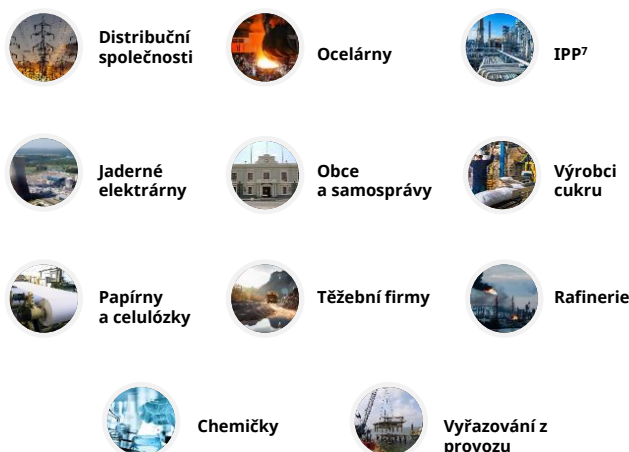 Distribuční
společnosti
Ocelárny
IPP⁷
Jaderné
elektrárny
Obce
a samosprávy
Výrobci
cukru
Papírny
a celulózky
Těžební firmy
Rafinerie
Chemičky
Vyřazování z
provozu